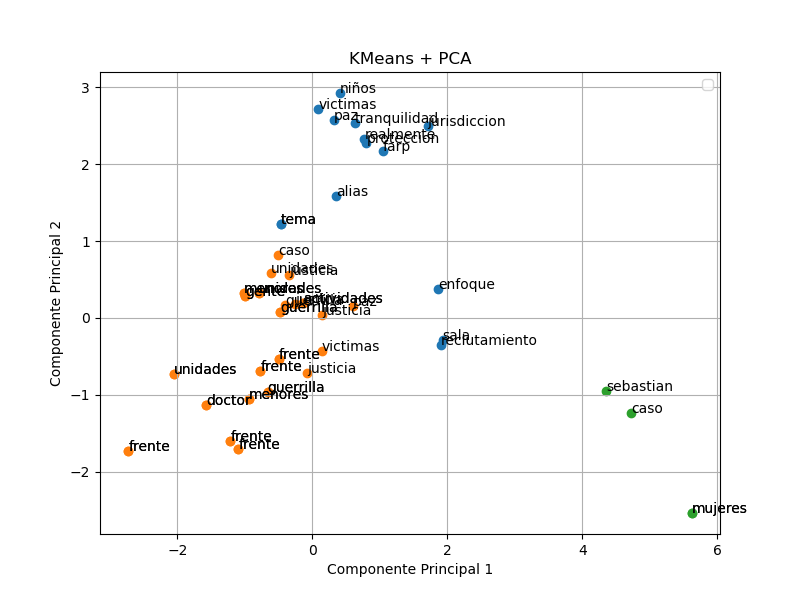 KMeans + PCA
niños
victimas
paz
tranquilidad
jurisdiccion
realmente
protección
farp
alias
tema
caso
unidades
justicia
menores
gente
guerrilla
actividades
paz
justicia
guerrilla
enfoque
sala
reclutamiento
victimas
frente
frente
justicia
unidades
guerrilla
menores
doctor
frente
frente
frente
sebastian
caso
mujeres
3
2
1
0
−1
−2
−2
0
2
4
6
Componente Principal 1
Componente Principal 2